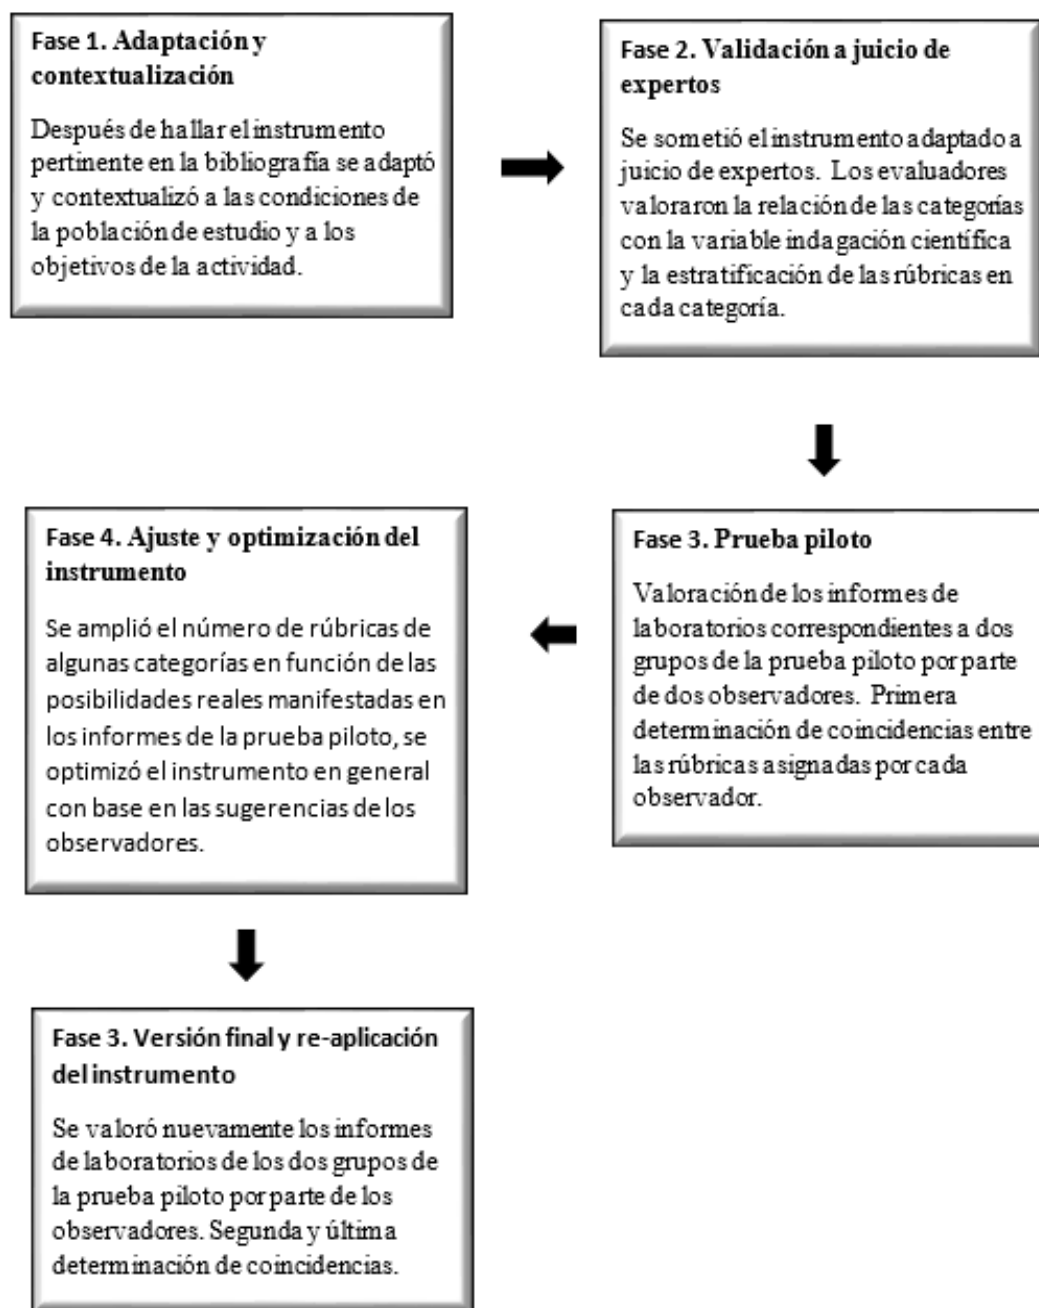 Fase 1. Adaptación y
contextualización
Después de hallar el instrumento
pertinente en la bibliografía se adaptó
y contextualizó a las condiciones de
la población de estudio y a los
objetivos de la actividad.
Fase 2. Validación a juicio de
expertos
Se sometió el instrumento adaptado a
juicio de expertos. Los evaluadores
valoraron la relación de las categorías
con la variable indagación científica
y la estratificación de las rúbricas en
cada categoría.
Fase 3. Prueba piloto
Valoración de los informes de
laboratorios correspondientes a dos
grupos de la prueba piloto por parte
de dos observadores. Primera
determinación de coincidencias entre
las rúbricas asignadas por cada
observador.
Fase 4. Ajuste y optimización del
instrumento
Se amplió el número de rúbricas de
algunas categorías en función de las
posibilidades reales manifestadas en
los informes de la prueba piloto, se
optimizó el instrumento en general
con base en las sugerencias de los
observadores.
Fase 3. Versión final y re-aplicación
del instrumento
Se valoró nuevamente los informes
de laboratorios de los dos grupos de
la prueba piloto por parte de los
observadores. Segunda y última
determinación de coincidencias.